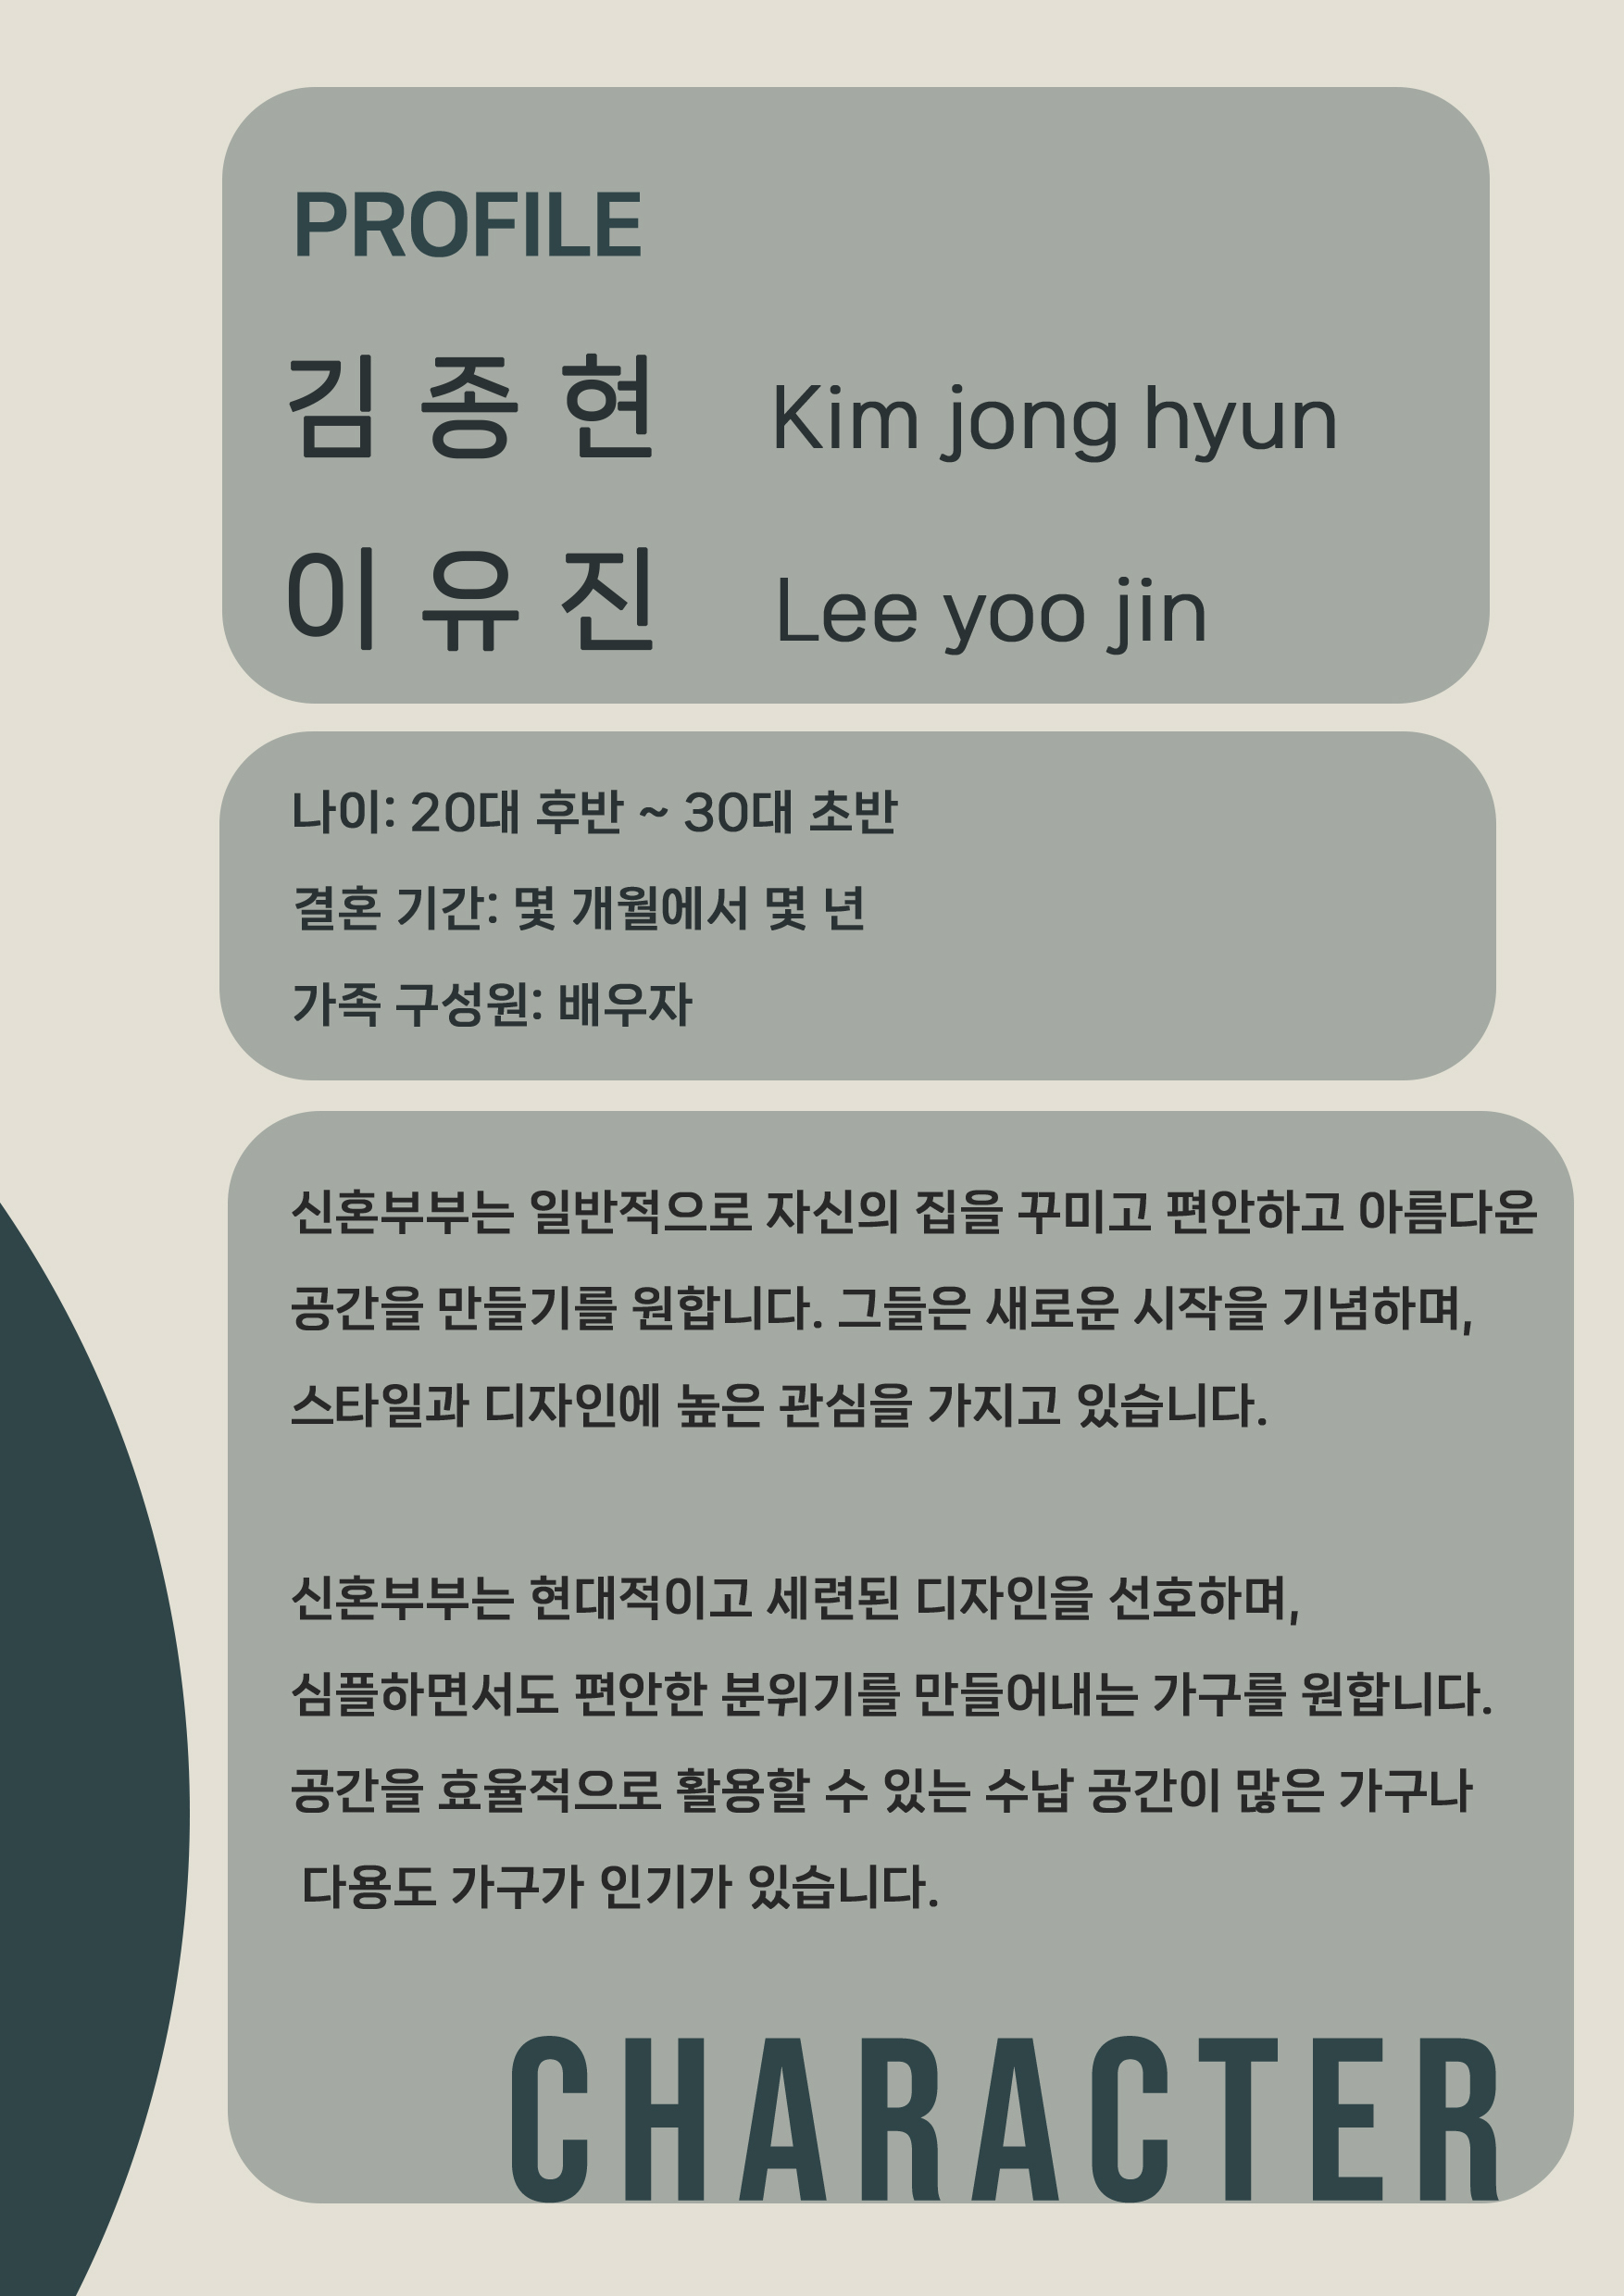 PROFILE
김 종 현 Kim jong hyun
이 유 진 Lee yoo jin
나이: 20대 후반 ~ 30대 초반
결혼 기간: 몇 개월에서 몇 년
가족 구성원: 배우자
신혼부부는 일반적으로 자신의 집을 꾸미고 편안하고 아름다운
공간을 만들기를 원합니다. 그들은 새로운 시작을 기념하며,
스타일과 디자인에 높은 관심을 가지고 있습니다.
신혼부부는 현대적이고 세련된 디자인을 선호하며,
심플하면서도 편안한 분위기를 만들어내는 가구를 원합니다.
공간을 효율적으로 활용할 수 있는 수납 공간이 많은 가구나
다용도 가구가 인기가 있습니다.
CHARACTER